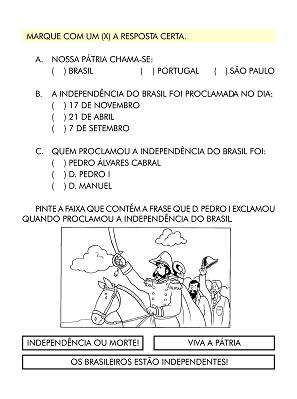 MARQUE COM UM (X) A RESPOSTA CERTA.
A. NOSSA PÁTRIA CHAMA-SE:
( ) BRASIL ( ) PORTUGAL ( ) SÃO PAULO
B. A INDEPENDÊNCIA DO BRASIL FOI PROCLAMADA NO DIA:
( ) 17 DE NOVEMBRO
( ) 21 DE ABRIL
( ) 7 DE SETEMBRO
C. QUEM PROCLAMOU A INDEPENDÊNCIA DO BRASIL FOI:
( ) PEDRO ÁLVARES CABRAL
( ) D. PEDRO I
( ) D. MANUEL
PINTE A FAIXA QUE CONTÉM A FRASE QUE D. PEDRO I EXCLAMOU
QUANDO PROCLAMOU A INDEPENDÊNCIA DO BRASIL
INDEPENDÊNCIA OU MORTE! VIVA A PÁTRIA
OS BRASILEIROS ESTÃO INDEPENDENTES!